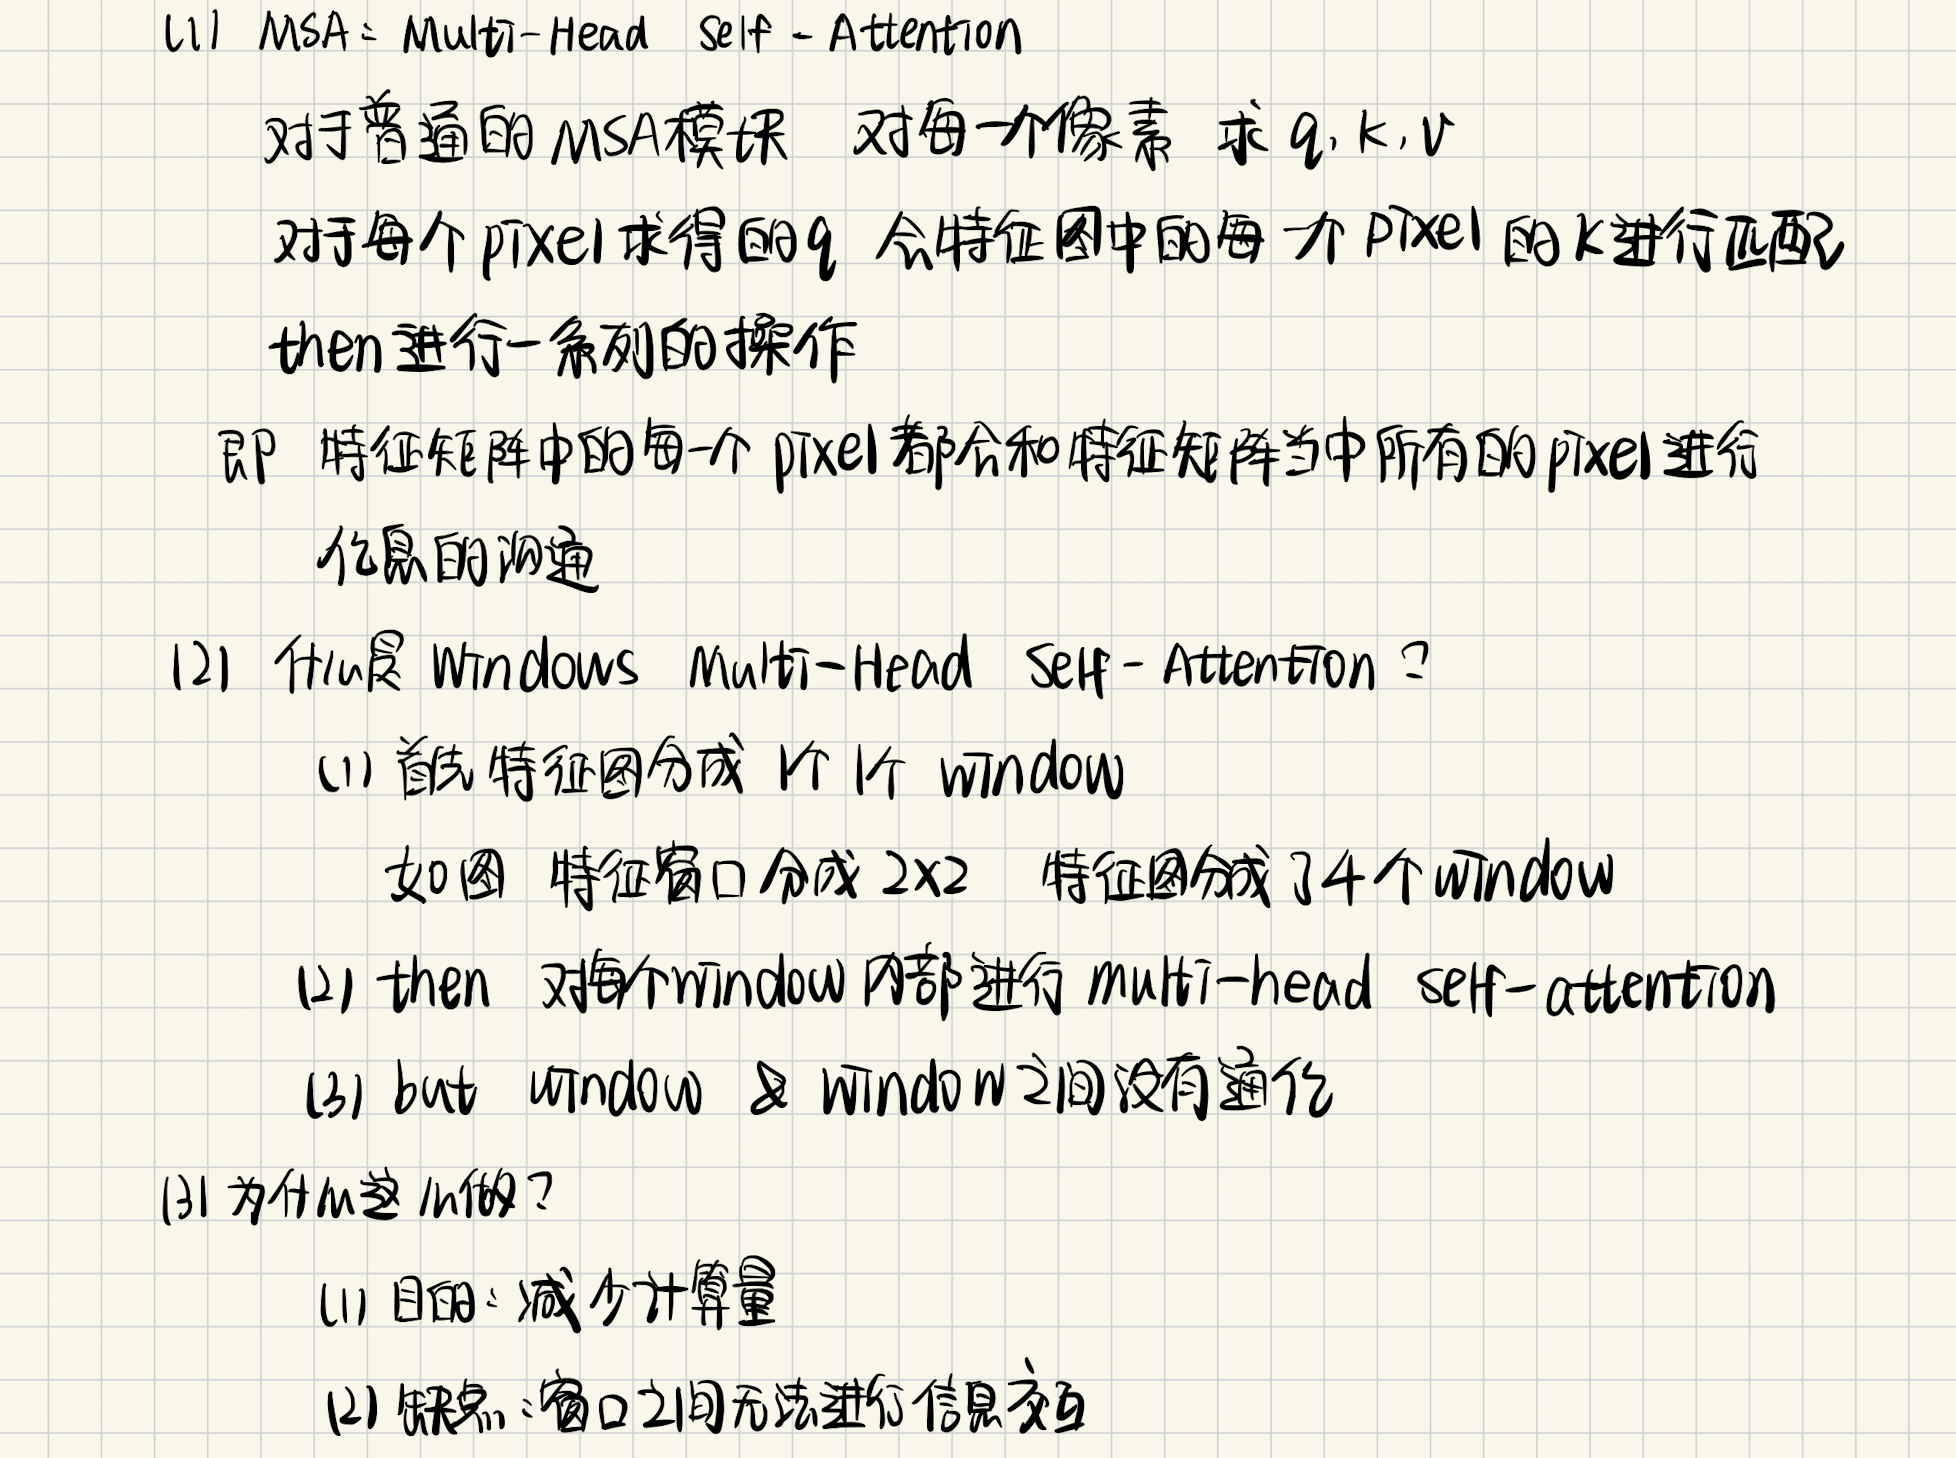 (1) MSA: Multi-Head Self-Attention
对于普通的MSA模块 对每一个像素 求 q, k, v
对于每个pixel求得的q 会特征图中的每一个pixel的K进行匹配
then进行一系列的操作
即 特征矩阵中的每一个pixel都会和特征矩阵当中所有的pixel进行
信息的沟通
(2) 什么是 Windows Multi-Head Self-Attention?
(1) 首先特征图分成 1个1个 window
如图 特征窗口分成2x2 特征图分成了4个window
(2) then 对每个window内部进行 multi-head self-attention
(3) but window & window之间没有通信
(3) 为什么这么做?
(1) 目的: 减少计算量
(2) 缺点: 窗口之间无法进行信息交互